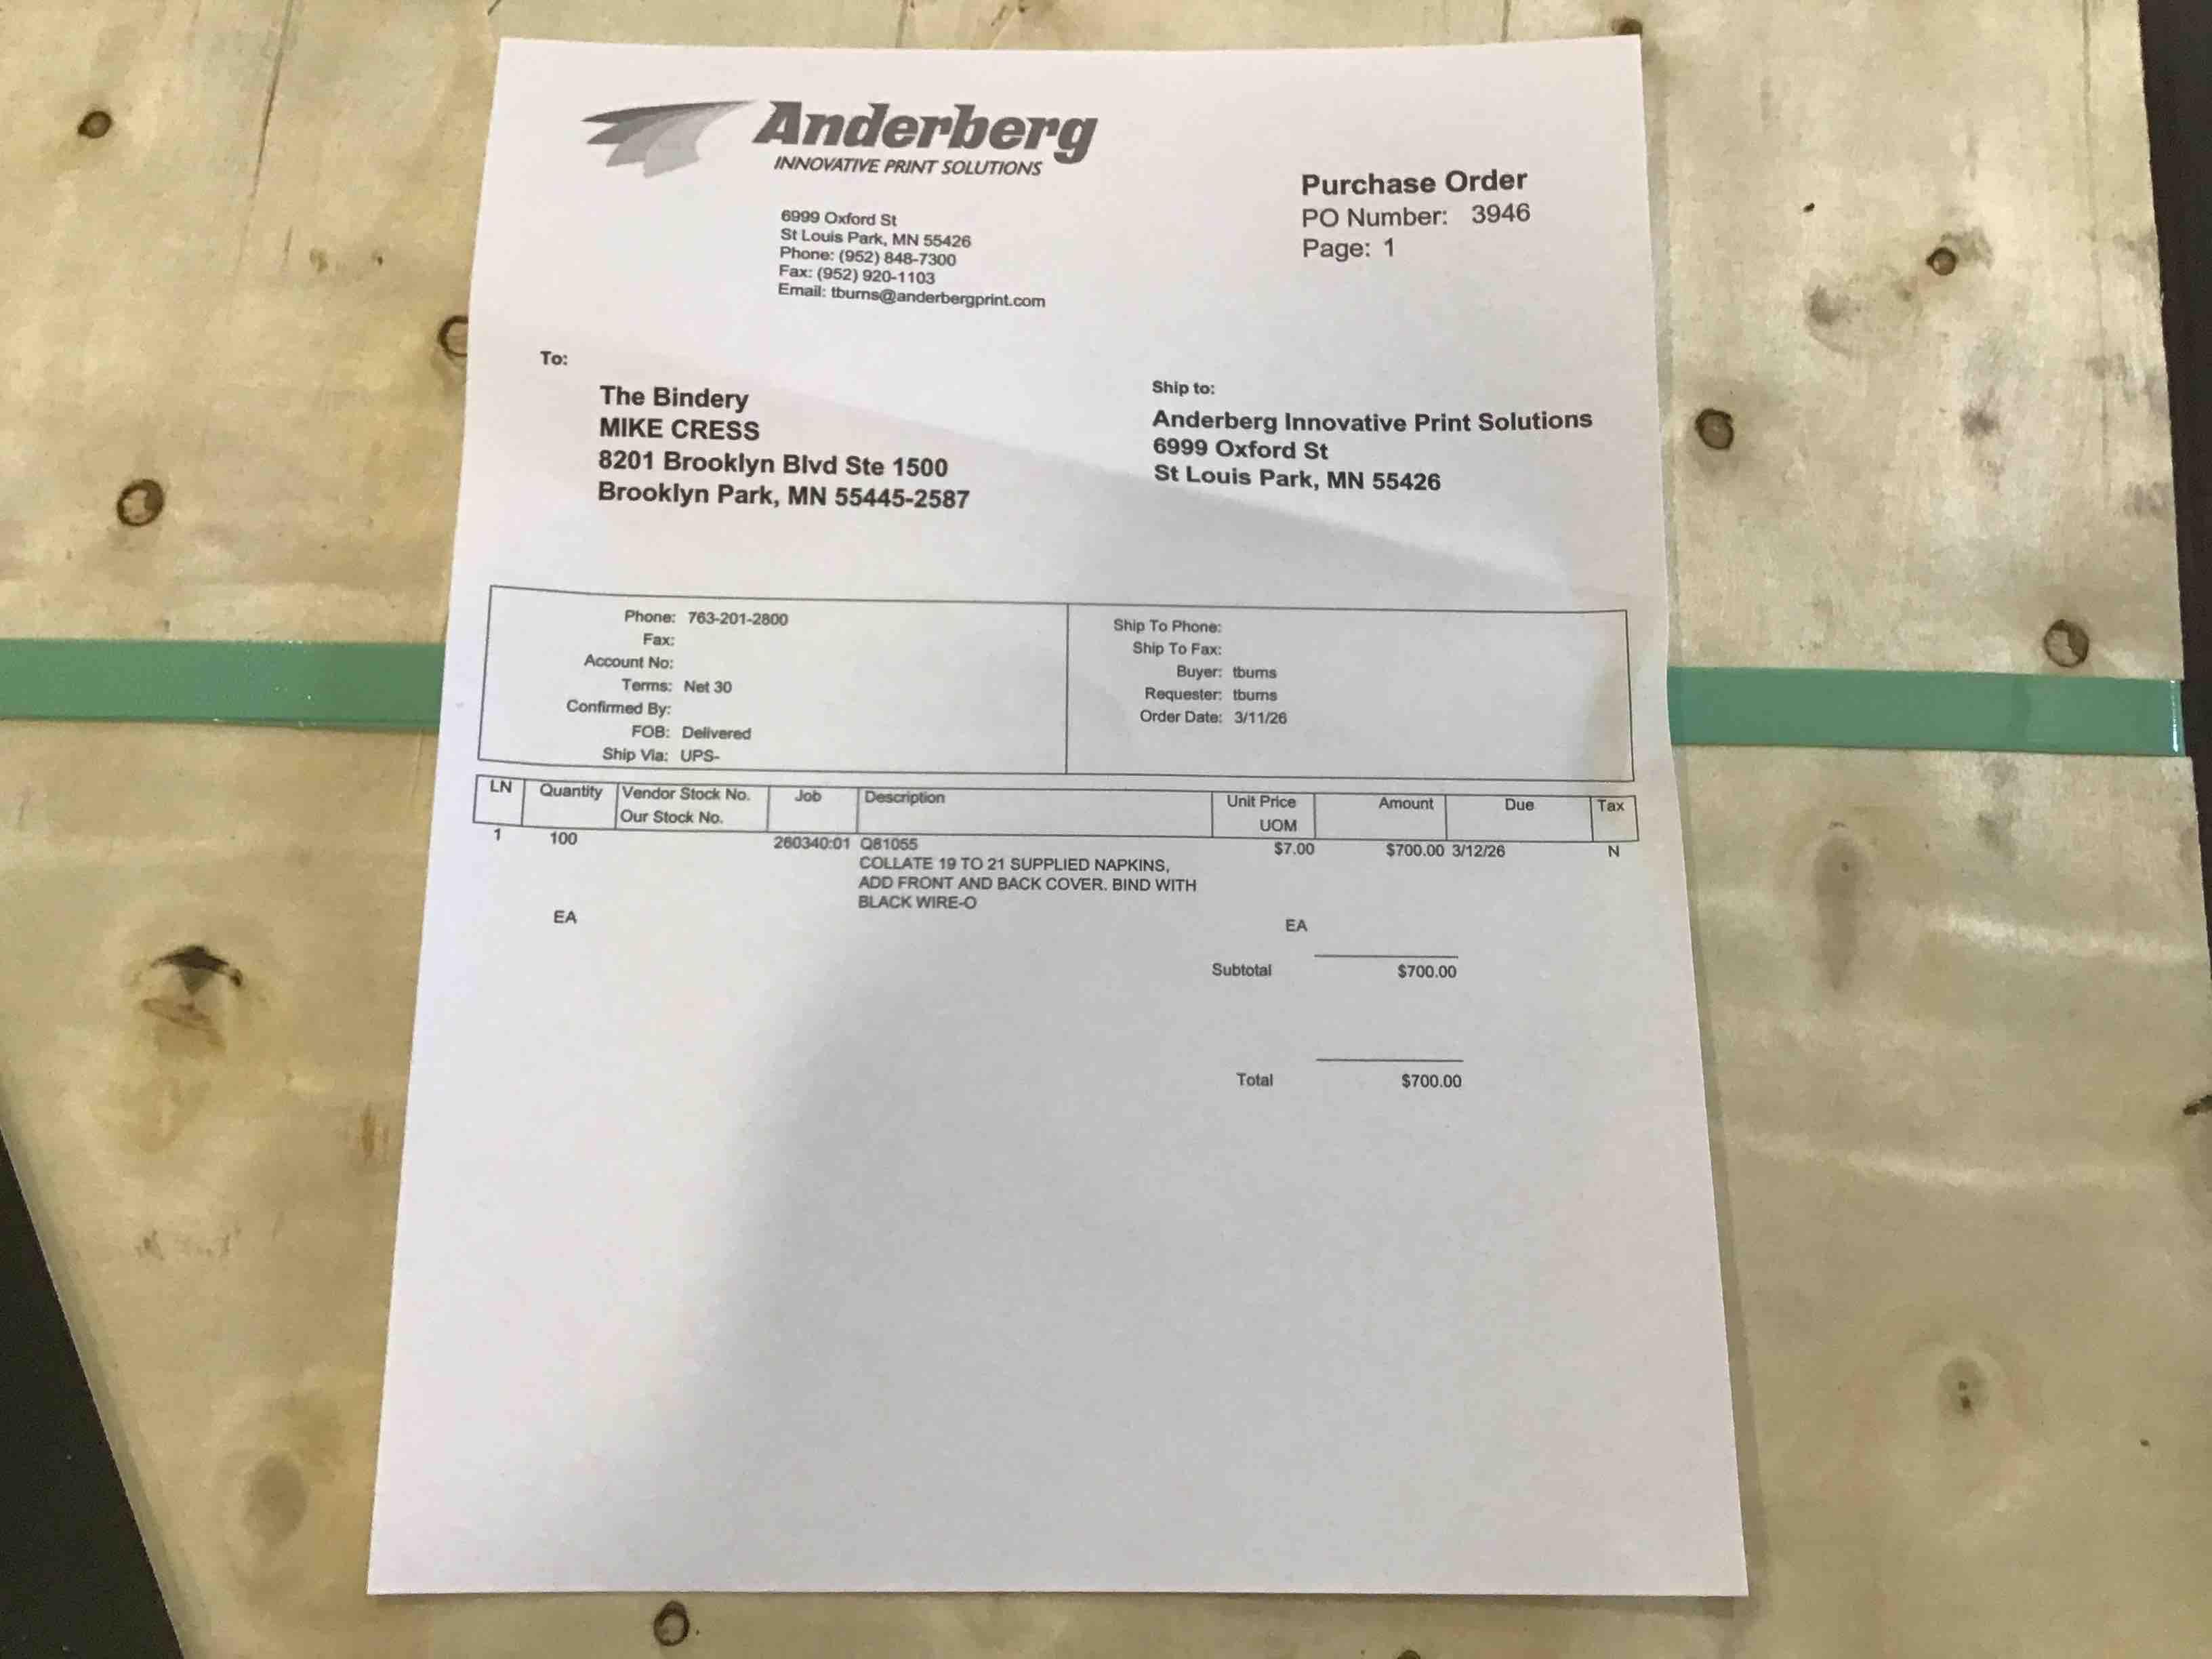 Anderberg
INNOVATIVE PRINT SOLUTIONS
6999 Oxford St
St Louis Park, MN 55426
Phone: (952) 848-7300
Fax: (952) 920-1103
Email: tburns@anderbergprint.com
Purchase Order
PO Number: 3946
Page: 1
To:
The Bindery
MIKE CRESS
8201 Brooklyn Blvd Ste 1500
Brooklyn Park, MN 55445-2587
Ship to:
Anderberg Innovative Print Solutions
6999 Oxford St
St Louis Park, MN 55426
Phone: 763-201-2800
Fax:
Account No:
Terms: Net 30
Confirmed By:
FOB: Delivered
Ship Via: UPS-
Ship To Phone:
Ship To Fax:
Buyer: tburns
Requester: tburns
Order Date: 3/11/26
LN Quantity Vendor Stock No. Job Description Unit Price Amount Due Tax
Our Stock No. UOM
1 100 260340:01 Q81055 $7.00 $700.00 3/12/26 N
COLLATE 19 TO 21 SUPPLIED NAPKINS,
ADD FRONT AND BACK COVER. BIND WITH
BLACK WIRE-O
EA EA
Subtotal $700.00
Total $700.00